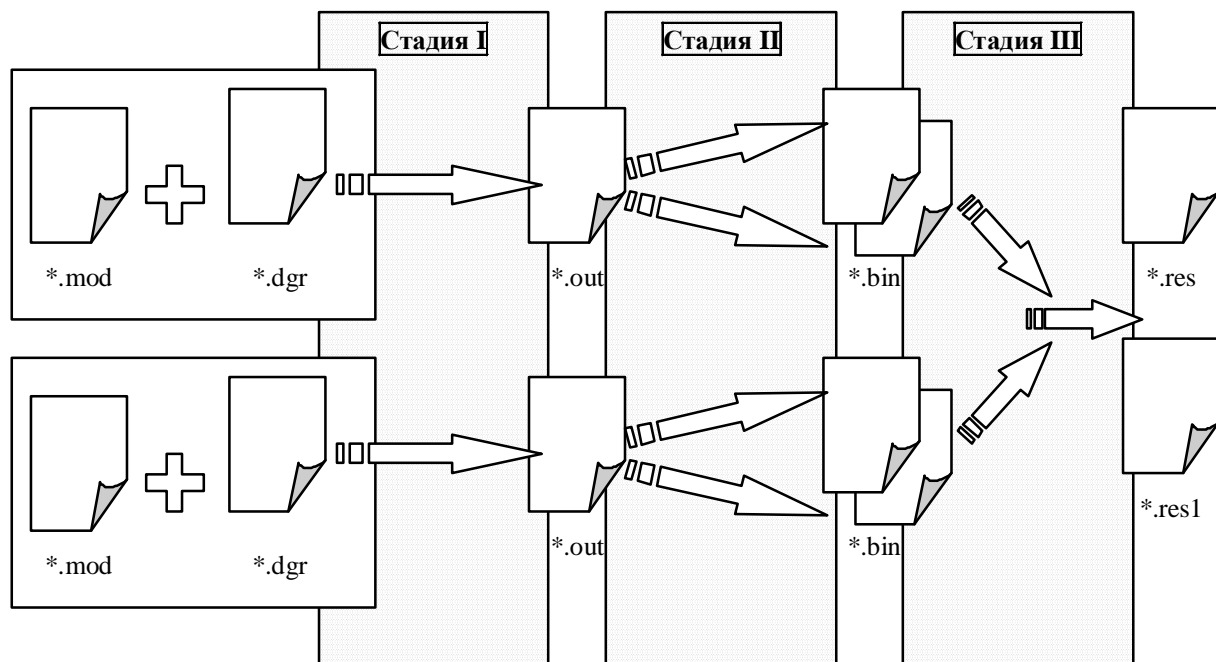 Стадия I
Стадия II
Стадия III
*.mod
*.dgr
*.out
*.bin
*.res
*.mod
*.dgr
*.out
*.bin
*.res1